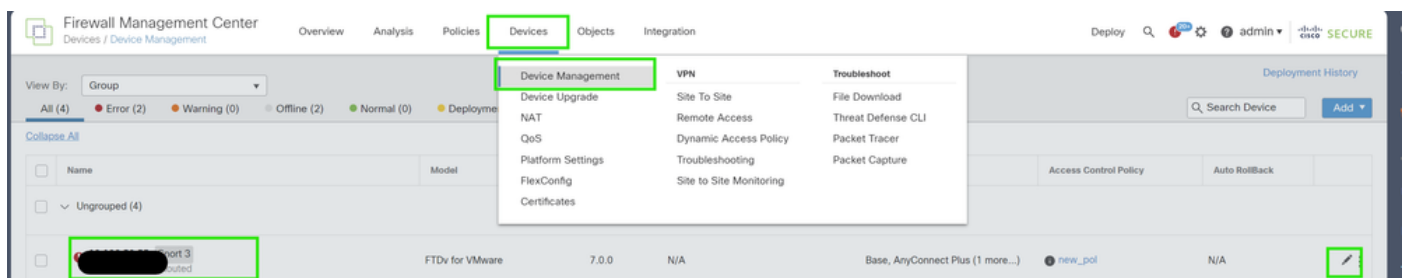 Firewall Management Center
Devices / Device Management
Overview Analysis Policies Devices Objects Integration
Deploy 20+ admin cisco SECURE
View By: Group
Deployment History
All (4) Error (2) Warning (0) Offline (2) Normal (0)
Search Device Add
Collapse All
Device Management
Device Upgrade
NAT
QoS
Platform Settings
FlexConfig
Certificates
VPN
Site To Site
Remote Access
Dynamic Access Policy
Troubleshooting
Site to Site Monitoring
Troubleshoot
File Download
Threat Defense CLI
Packet Tracer
Packet Capture
Name Model Access Control Policy Auto RollBack
Ungrouped (4)
FTDv for VMware 7.0.0 N/A Base, AnyConnect Plus (1 more...) new_pol N/A